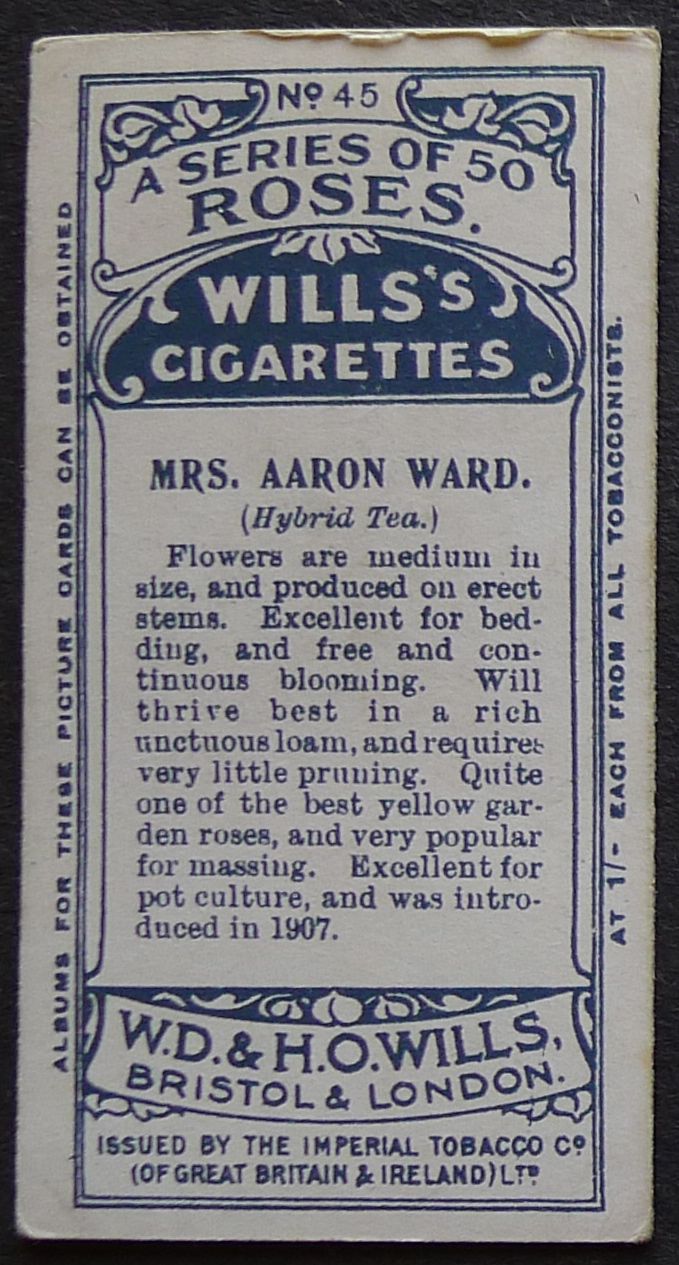 Nº 45
A SERIES OF 50
ROSES.
WILLS'S
CIGARETTES
MRS. AARON WARD.
(Hybrid Tea.)
Flowers are medium in
size, and produced on erect
stems. Excellent for bed-
ding, and free and con-
tinuous blooming. Will
thrive best in a rich
unctuous loam, and requires
very little pruning. Quite
one of the best yellow gar-
den roses, and very popular
for massing. Excellent for
pot culture, and was intro-
duced in 1907.
W.D. & H.O. WILLS,
BRISTOL & LONDON.
ISSUED BY THE IMPERIAL TOBACCO Cº
(OF GREAT BRITAIN & IRELAND) LTD
ALBUMS FOR THESE PICTURE CARDS CAN BE OBTAINED
AT 1/- EACH FROM ALL TOBACCONISTS.